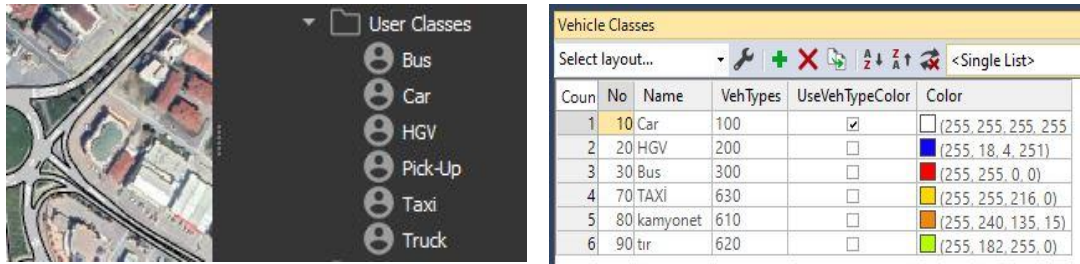 User Classes
Bus
Car
HGV
Pick-Up
Taxi
Truck
Vehicle Classes
Select layout... <Single List>
Coun No Name VehTypes UseVehTypeColor Color
1 10 Car 100 (255, 255, 255, 255
2 20 HGV 200 (255, 18, 4, 251)
3 30 Bus 300 (255, 255, 0, 0)
4 70 TAXİ 630 (255, 255, 216, 0)
5 80 kamyonet 610 (255, 240, 135, 15)
6 90 tır 620 (255, 182, 255, 0)